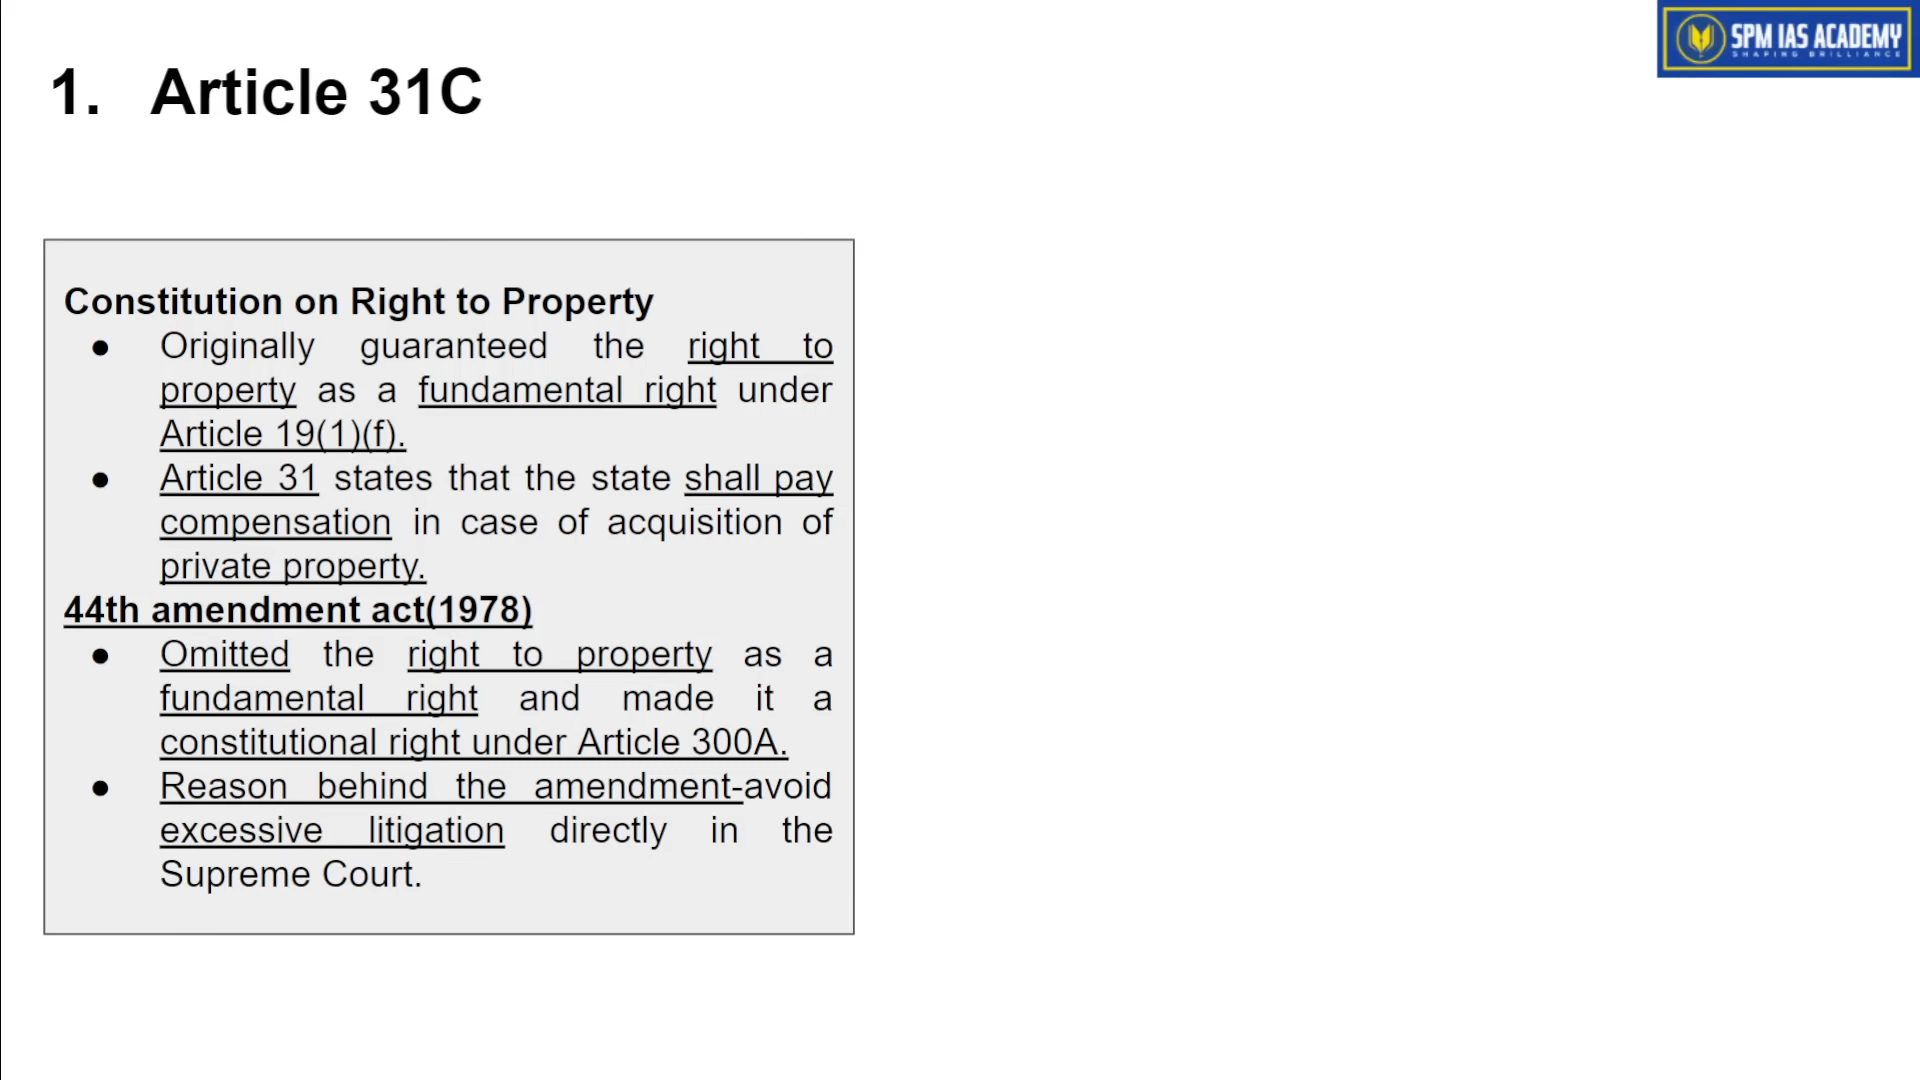 SPM IAS ACADEMY
SHAPING BRILLIANCE
1. Article 31C
Constitution on Right to Property
● Originally guaranteed the right to
property as a fundamental right under
Article 19(1)(f).
● Article 31 states that the state shall pay
compensation in case of acquisition of
private property.
44th amendment act(1978)
● Omitted the right to property as a
fundamental right and made it a
constitutional right under Article 300A.
● Reason behind the amendment-avoid
excessive litigation directly in the
Supreme Court.